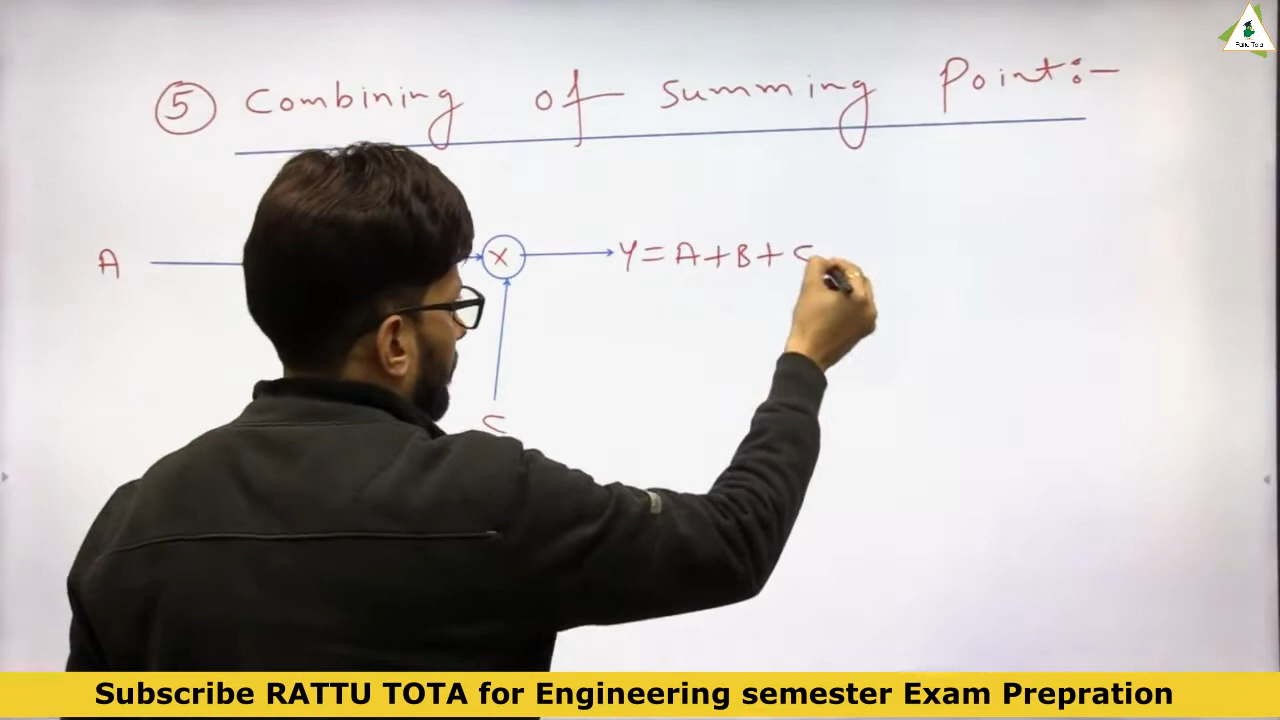 ⑤ Combining of Summing Point:-
A X Y = A + B + C
C
Subscribe RATTU TOTA for Engineering semester Exam Prepration